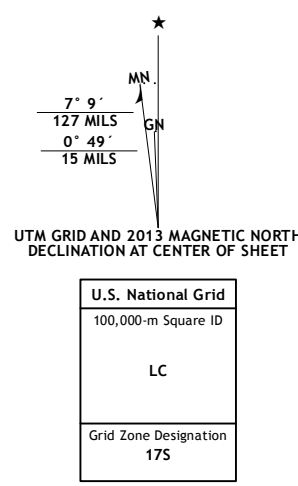 ★
MN
7° 9´
127 MILS
GN
0° 49´
15 MILS
UTM GRID AND 2013 MAGNETIC NORTH
DECLINATION AT CENTER OF SHEET
U.S. National Grid
100,000-m Square ID
LC
Grid Zone Designation
17S